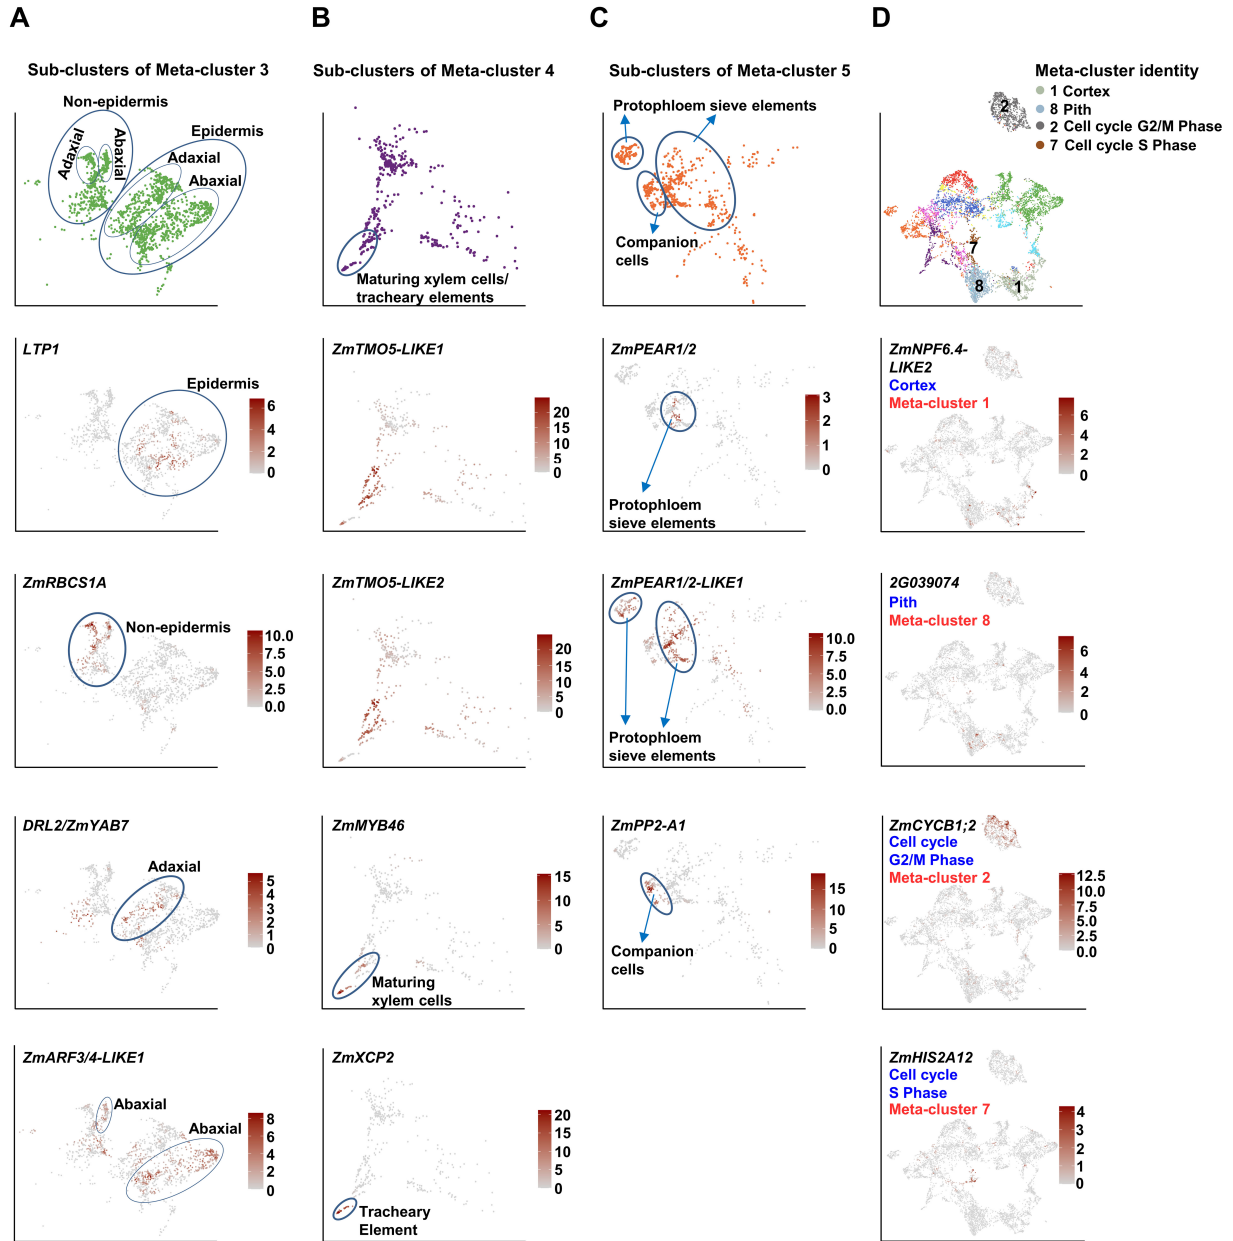 A
B
C
D
Sub-clusters of Meta-cluster 3
Non-epidermis
Adaxial
Abaxial
Epidermis
Adaxial
Abaxial
Sub-clusters of Meta-cluster 4
Maturing xylem cells/
tracheary elements
Sub-clusters of Meta-cluster 5
Protophloem sieve elements
Companion
cells
Meta-cluster identity
1 Cortex
8 Pith
2 Cell cycle G2/M Phase
7 Cell cycle S Phase
2
7
8
1
LTP1
Epidermis
6
4
2
0
ZmTMO5-LIKE1
20
15
10
5
0
ZmPEAR1/2
Protophloem
sieve elements
3
2
1
0
ZmNPF6.4-
LIKE2
Cortex
Meta-cluster 1
6
4
2
0
ZmRBCS1A
Non-epidermis
10.0
7.5
5.0
2.5
0.0
ZmTMO5-LIKE2
20
15
10
5
0
ZmPEAR1/2-LIKE1
Protophloem
sieve elements
10.0
7.5
5.0
2.5
0.0
2G039074
Pith
Meta-cluster 8
6
4
2
0
DRL2/ZmYAB7
Adaxial
5
4
3
2
1
0
ZmMYB46
Maturing
xylem cells
15
10
5
0
ZmPP2-A1
Companion
cells
15
10
5
0
ZmCYCB1;2
Cell cycle
G2/M Phase
Meta-cluster 2
12.5
10.0
7.5
5.0
2.5
0.0
ZmARF3/4-LIKE1
Abaxial
Abaxial
8
6
4
2
0
ZmXCP2
Tracheary
Element
20
15
10
5
0
ZmHIS2A12
Cell cycle
S Phase
Meta-cluster 7
4
3
2
1
0